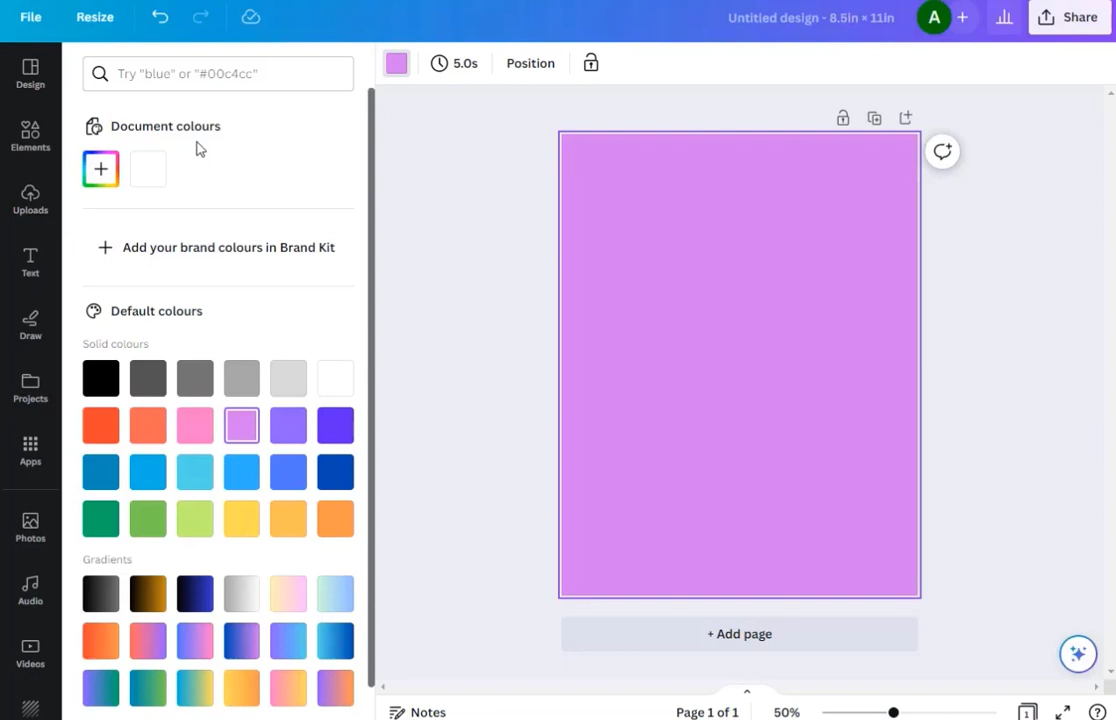 File
Resize
Untitled design - 8.5in × 11in
A
+
Share
Design
Elements
Uploads
Text
Draw
Projects
Apps
Photos
Audio
Videos
Try "blue" or "#00c4cc"
Document colours
+
+ Add your brand colours in Brand Kit
Default colours
Solid colours
Gradients
5.0s
Position
+ Add page
Notes
Page 1 of 1
50%
1
?